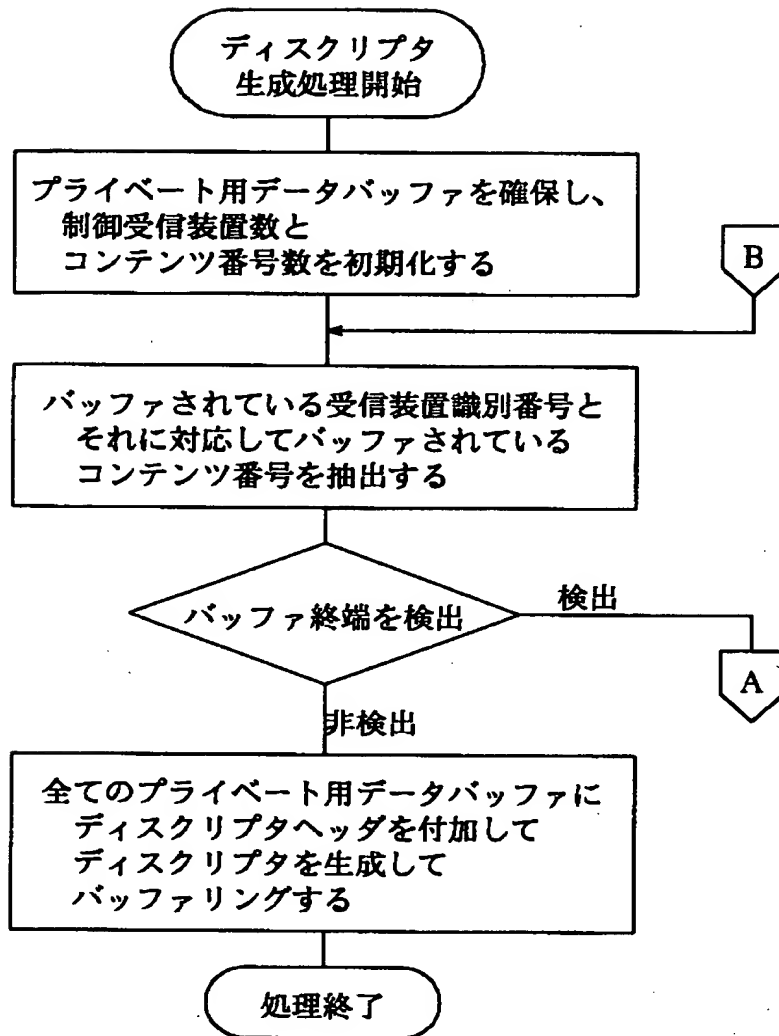 ディスクリプタ
生成処理開始
プライベート用データバッファを確保し、
制御受信装置数と
コンテンツ番号数を初期化する
B
バッファされている受信装置識別番号と
それに対応してバッファされている
コンテンツ番号を抽出する
バッファ終端を検出
検出
A
非検出
全てのプライベート用データバッファに
ディスクリプタヘッダを付加して
ディスクリプタを生成して
バッファリングする
処理終了